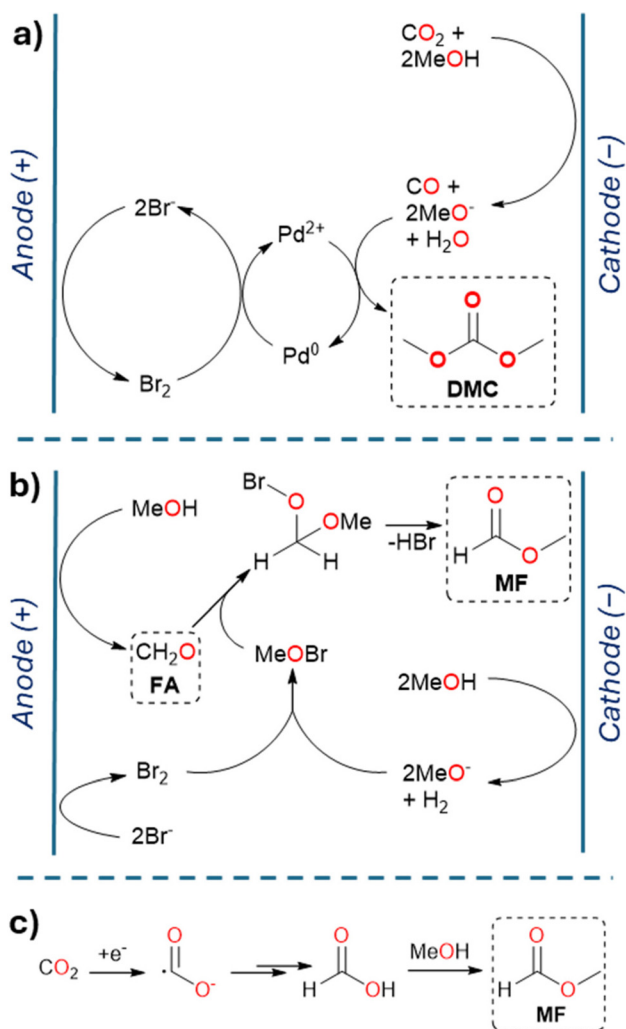 a)
Anode (+)
Cathode (−)
CO₂ +
2MeOH
CO +
2MeO⁻
+ H₂O
2Br⁻
Br₂
Pd²⁺
Pd⁰
O
O O
DMC
b)
Anode (+)
Cathode (−)
MeOH
CH₂O
FA
Br
O
OMe
H H
-HBr
O
H O
MF
MeOBr
2MeOH
2MeO⁻
+ H₂
Br₂
2Br⁻
c)
CO₂
+e⁻
O
O⁻
O
H OH
MeOH
O
H O
MF